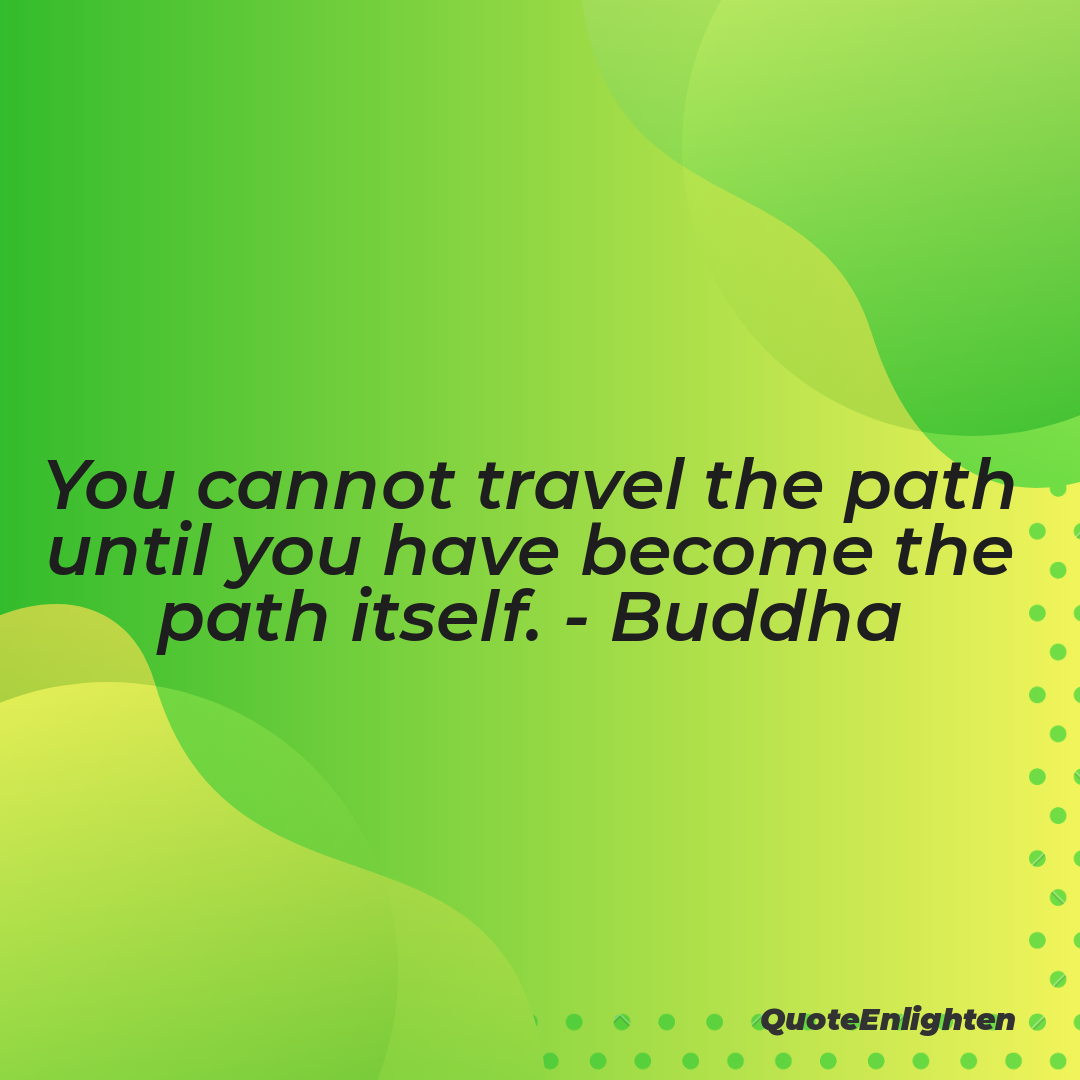 You cannot travel the path
until you have become the
path itself. - Buddha
QuoteEnlighten